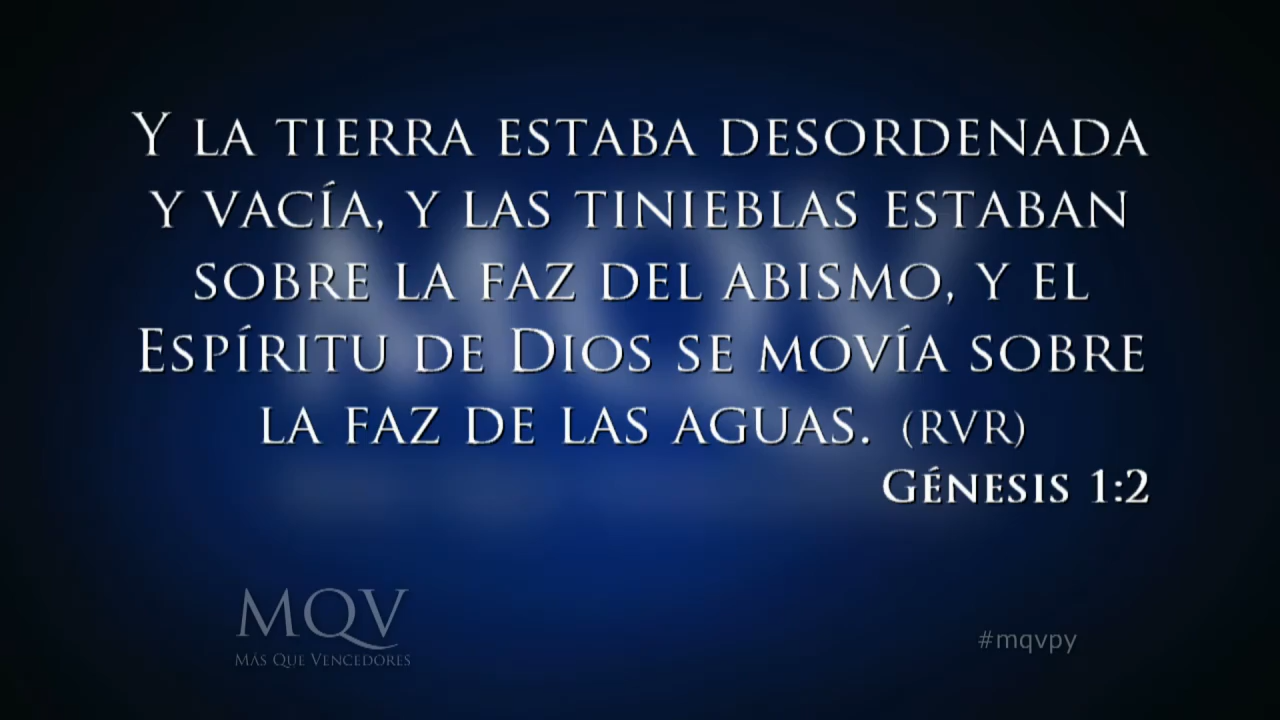 Y LA TIERRA ESTABA DESORDENADA
Y VACÍA, Y LAS TINIEBLAS ESTABAN
SOBRE LA FAZ DEL ABISMO, Y EL
ESPÍRITU DE DIOS SE MOVÍA SOBRE
LA FAZ DE LAS AGUAS. (RVR)
GÉNESIS 1:2
MQV
MÁS QUE VENCEDORES
#mqvpy